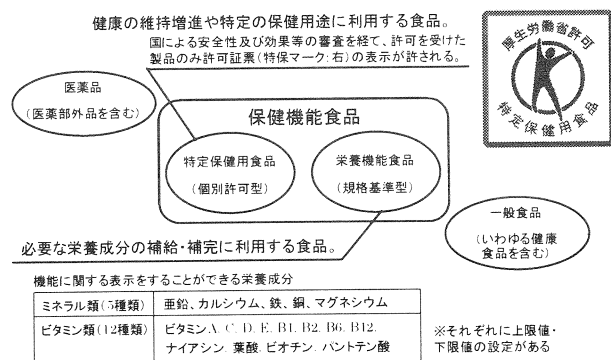 健康の維持増進や特定の保健用途に利用する食品。
国による安全性及び効果等の審査を経て、許可を受けた
製品のみ許可証票(特保マーク:右)の表示が許される。
厚生労働省許可
特定保健用食品
医薬品
(医薬部外品を含む)
保健機能食品
特定保健用食品
(個別許可型)
栄養機能食品
(規格基準型)
一般食品
(いわゆる健康
食品を含む)
必要な栄養成分の補給・補完に利用する食品。
機能に関する表示をすることができる栄養成分
ミネラル類(5種類) 亜鉛、カルシウム、鉄、銅、マグネシウム
ビタミン類(12種類) ビタミンA, C, D, E, B1, B2, B6, B12,
ナイアシン, 葉酸, ビオチン, パントテン酸
※それぞれに上限値・
下限値の設定がある